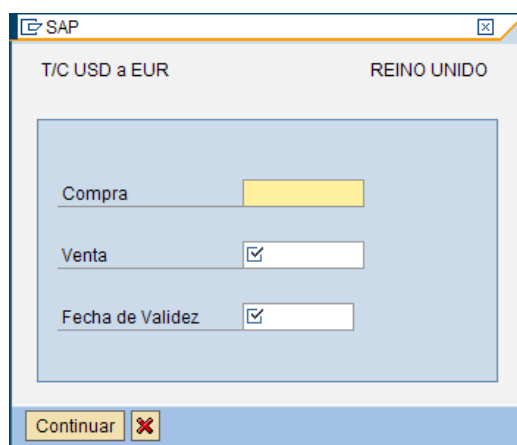 SAP
T/C USD a EUR REINO UNIDO
Compra
Venta
Fecha de Validez
Continuar